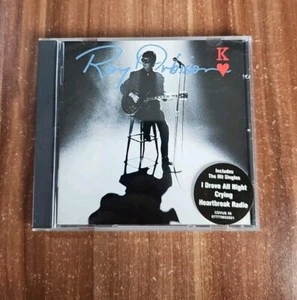 Roy Orbison
K
Includes
The Hit Singles
I Drove All Night
Crying
Heartbreak Radio